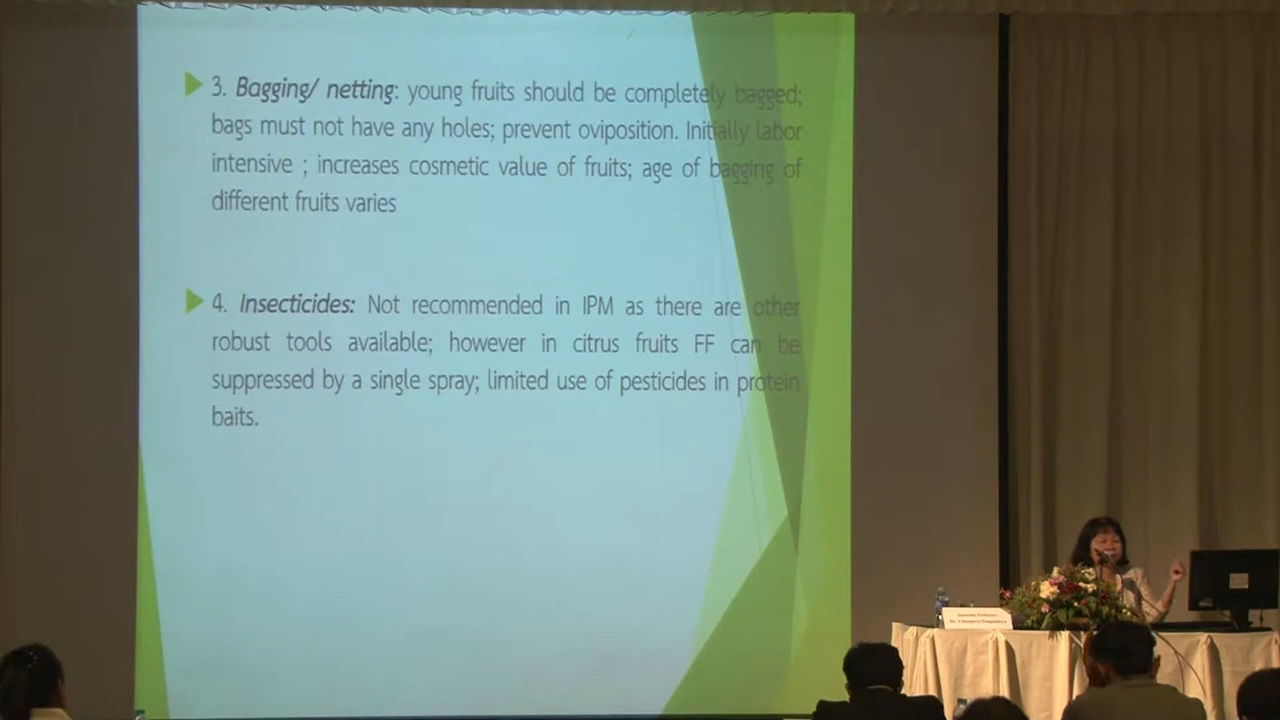 3. Bagging/ netting: young fruits should be completely bagged;
bags must not have any holes; prevent oviposition. Initially labor
intensive ; increases cosmetic value of fruits; age of bagging of
different fruits varies
4. Insecticides: Not recommended in IPM as there are other
robust tools available; however in citrus fruits FF can be
suppressed by a single spray; limited use of pesticides in protein
baits.